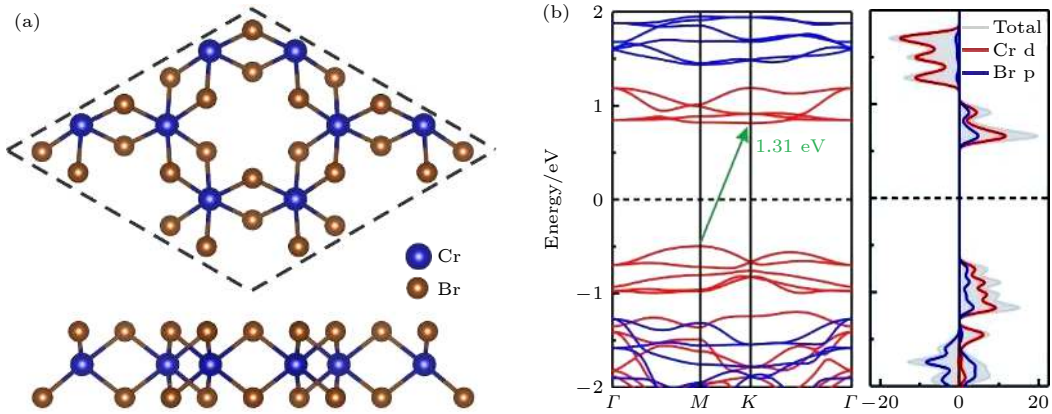 (a)
Cr
Br
(b)
Energy/eV
2
1
0
−1
−2
1.31 eV
Γ
M
K
Γ
Total
Cr d
Br p
−20
0
20